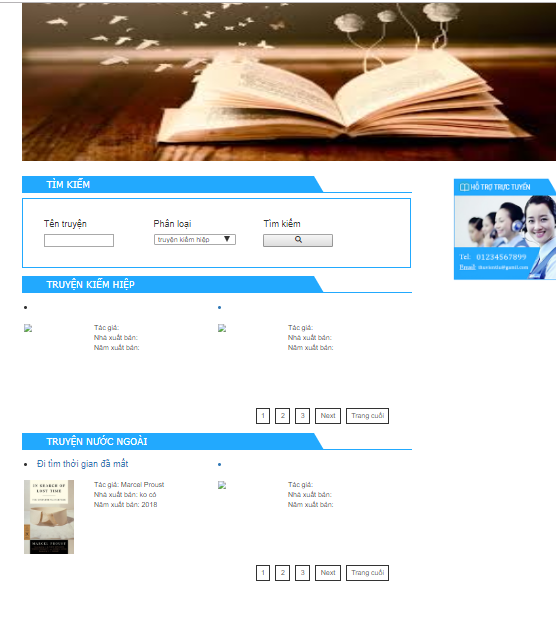 TÌM KIẾM
HỖ TRỢ TRỰC TUYẾN
Tên truyện
Phân loại
Tìm kiếm
truyện kiếm hiệp
Tel: 01234567899
Email:
TRUYỆN KIẾM HIỆP
Tác giả:
Nhà xuất bản:
Năm xuất bản:
Tác giả:
Nhà xuất bản:
Năm xuất bản:
1 2 3 Next Trang cuối
TRUYỆN NƯỚC NGOÀI
Đi tìm thời gian đã mất
IN SEARCH OF
LOST TIME
MARCEL PROUST
Tác giả: Marcel Proust
Nhà xuất bản: ko có
Năm xuất bản: 2018
Tác giả:
Nhà xuất bản:
Năm xuất bản:
1 2 3 Next Trang cuối